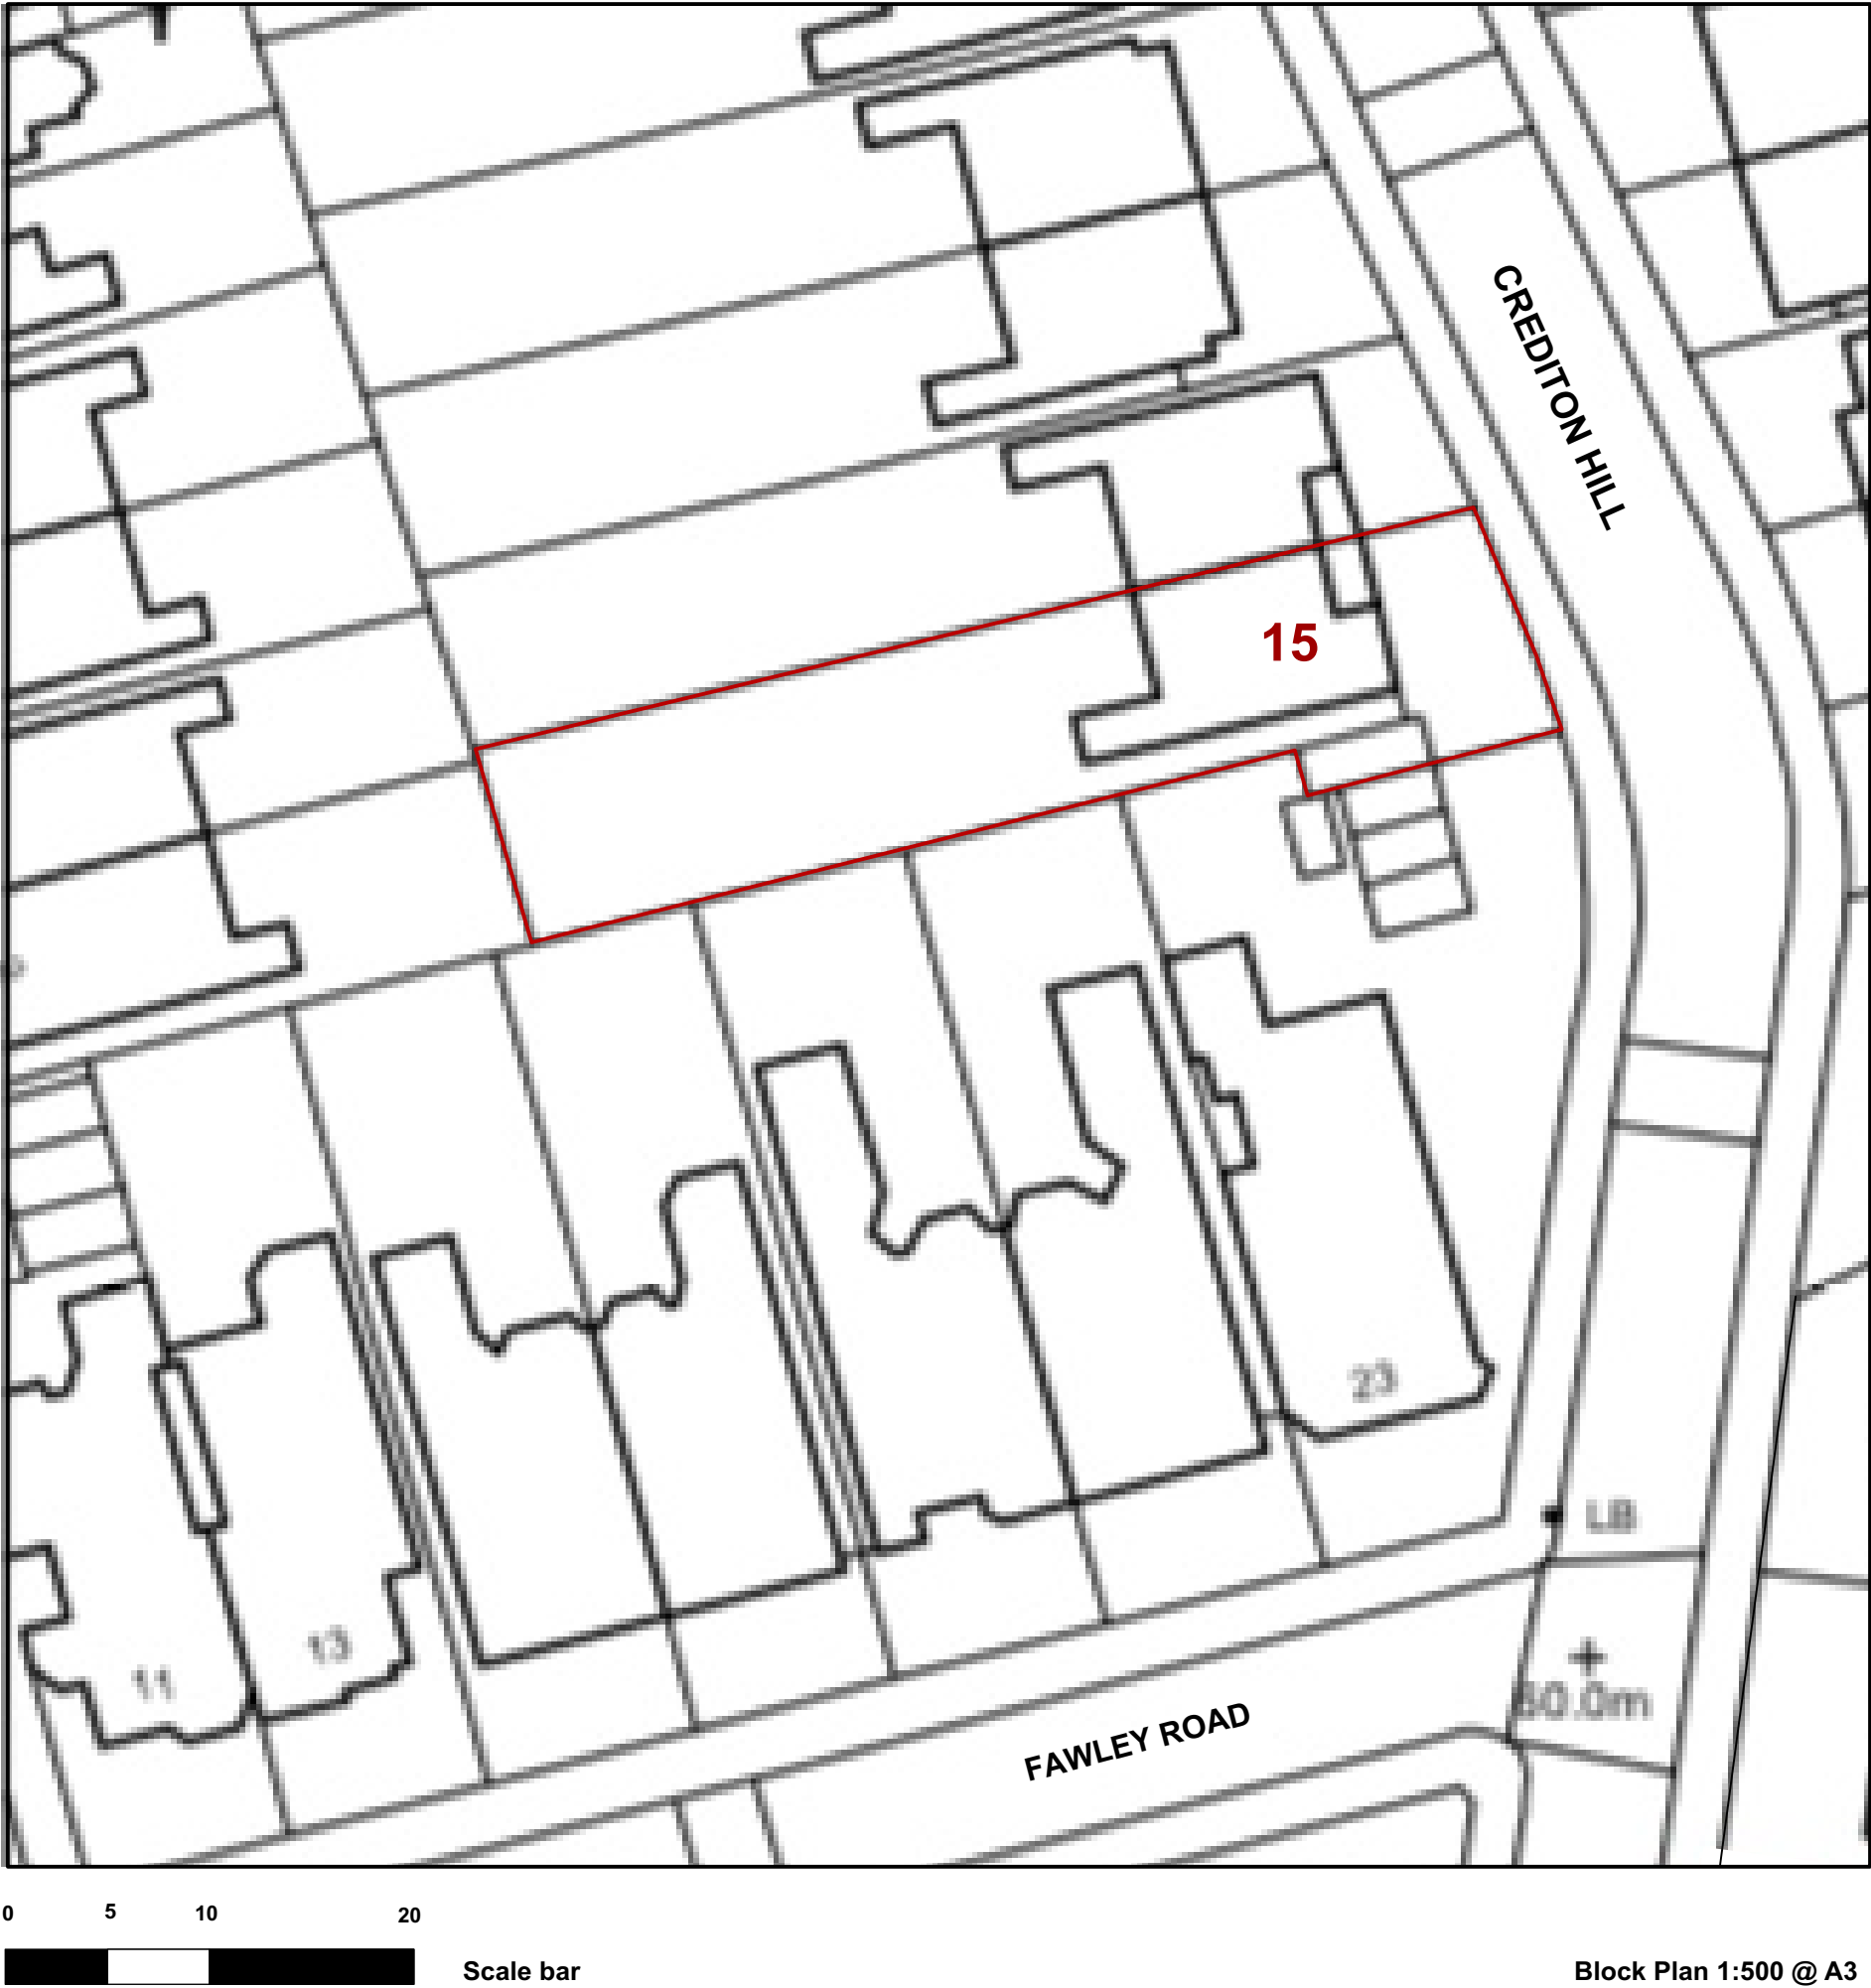 CREDITON HILL
15
23
LB
13
11
0.0m
FAWLEY ROAD
0 5 10 20
Scale bar
Block Plan 1:500 @ A3